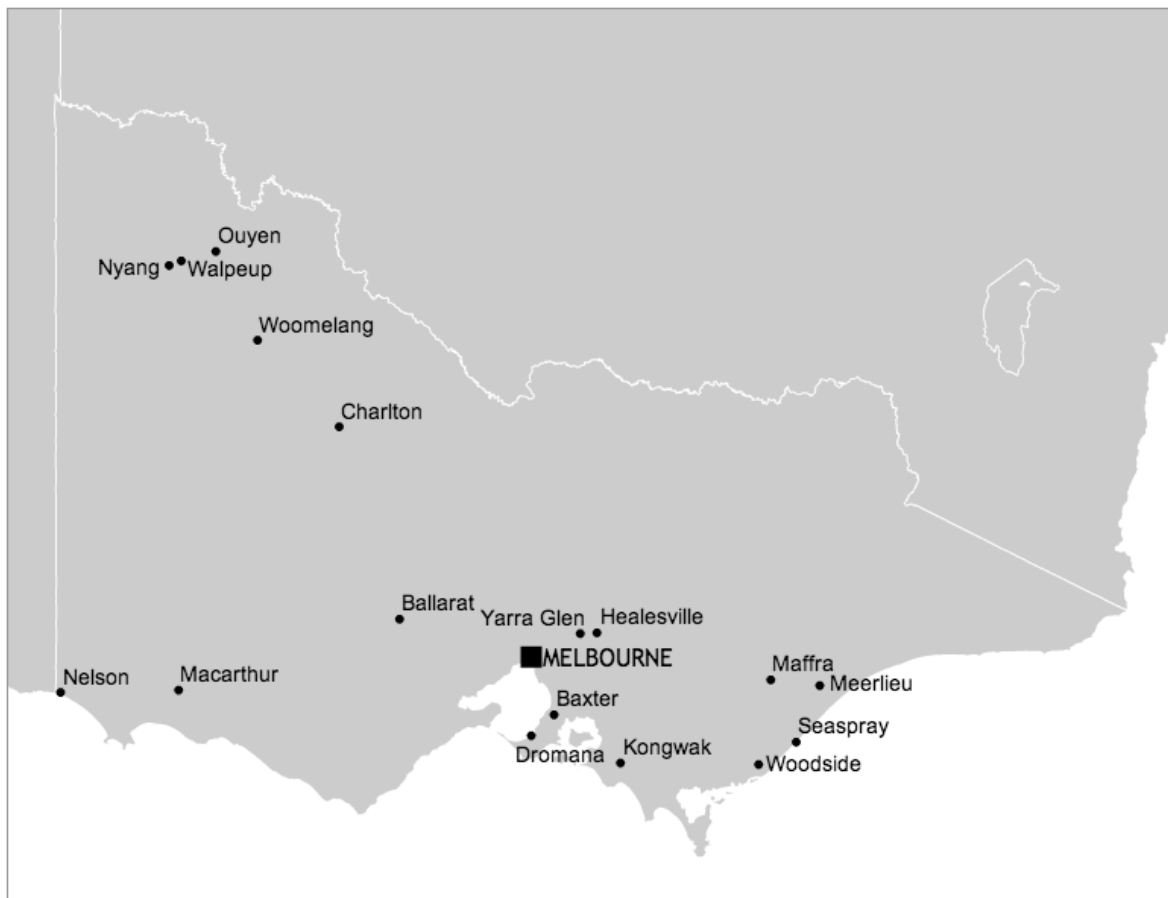 Ouyen
Nyang
Walpeup
Woomelang
Charlton
Ballarat
Yarra Glen
Healesville
MELBOURNE
Nelson
Macarthur
Maffra
Meerlieu
Baxter
Seaspray
Dromana
Kongwak
Woodside